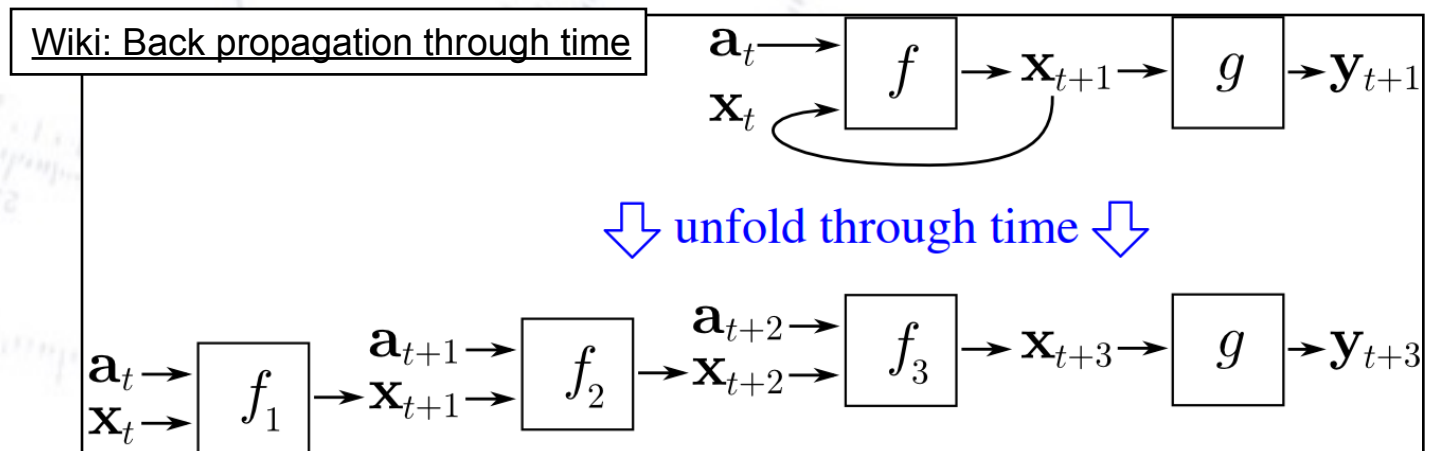 Wiki: Back propagation through time
a_t f x_{t+1} g y_{t+1}
x_t
unfold through time
a_t x_t f_1 a_{t+1} x_{t+1} f_2 a_{t+2} x_{t+2} f_3 x_{t+3} g y_{t+3}